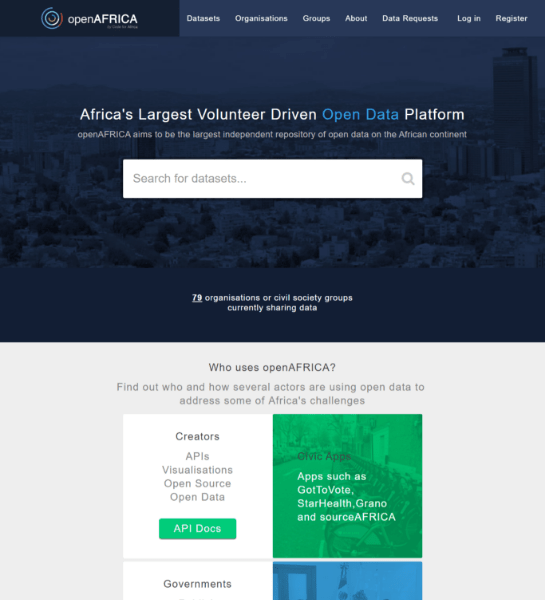 openAFRICA
by Code for Africa
Datasets Organisations Groups About Data Requests Log in Register
Africa's Largest Volunteer Driven Open Data Platform
openAFRICA aims to be the largest independent repository of open data on the African continent
Search for datasets...
79 organisations or civil society groups
currently sharing data
Who uses openAFRICA?
Find out who and how several actors are using open data to
address some of Africa's challenges
Creators
APIs
Visualisations
Open Source
Open Data
API Docs
Civic Apps
Apps such as
GotToVote,
StarHealth,Grano
and sourceAFRICA
Governments